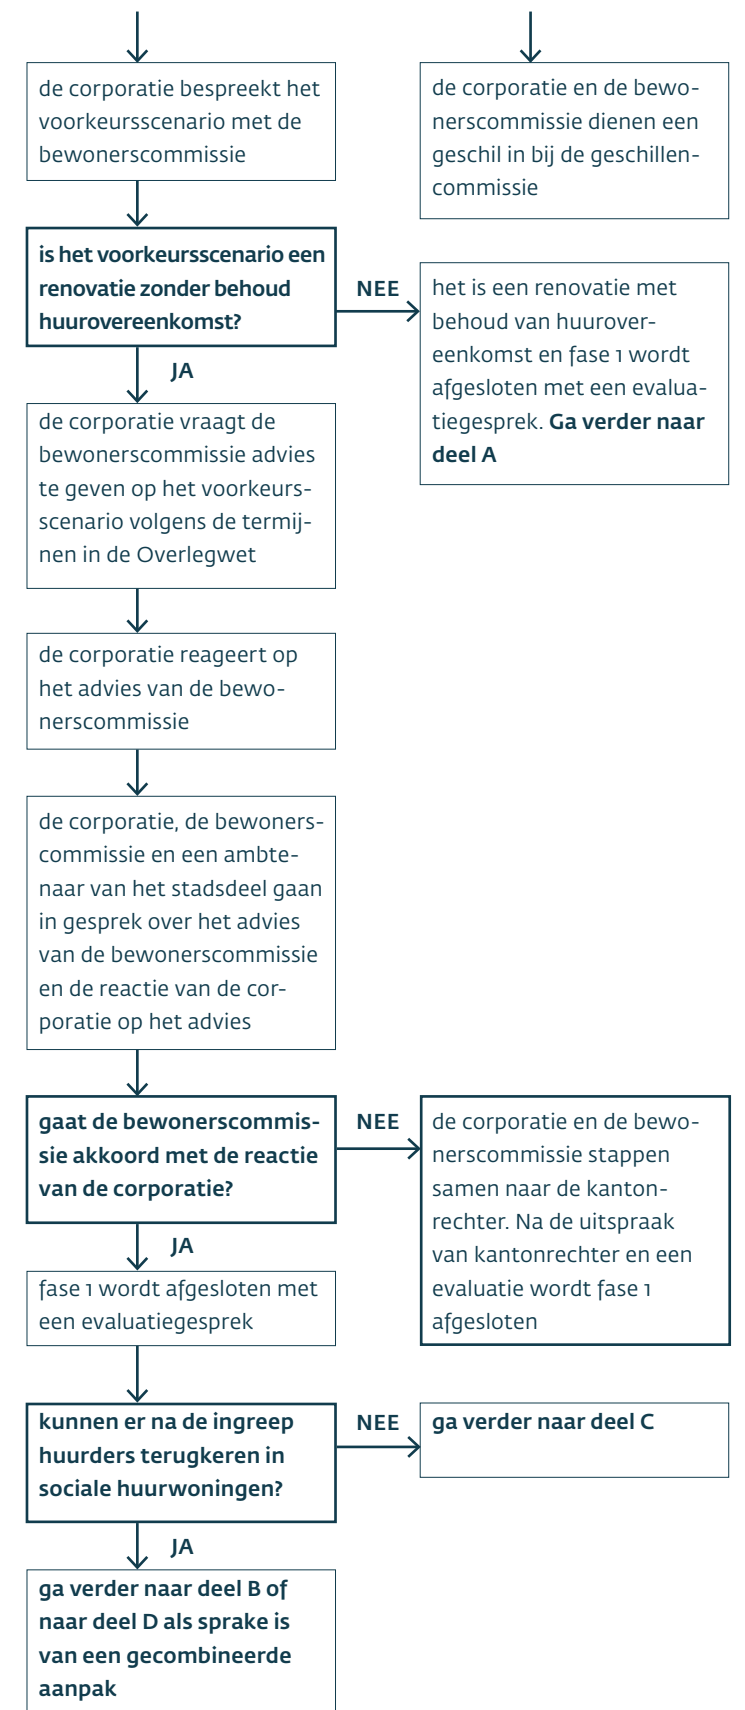 de corporatie bespreekt het
voorkeursscenario met de
bewonerscommissie
de corporatie en de bewo-
nerscommissie dienen een
geschil in bij de geschillen-
commissie
is het voorkeursscenario een
renovatie zonder behoud
huurovereenkomst?
NEE
het is een renovatie met
behoud van huurover-
eenkomst en fase 1 wordt
afgesloten met een evalua-
tiegesprek. Ga verder naar
deel A
JA
de corporatie vraagt de
bewonerscommissie advies
te geven op het voorkeurs-
scenario volgens de termij-
nen in de Overlegwet
de corporatie reageert op
het advies van de bewo-
nerscommissie
de corporatie, de bewoners-
commissie en een ambte-
naar van het stadsdeel gaan
in gesprek over het advies
van de bewonerscommissie
en de reactie van de cor-
poratie op het advies
gaat de bewonerscommis-
sie akkoord met de reactie
van de corporatie?
NEE
de corporatie en de bewo-
nerscommissie stappen
samen naar de kanton-
rechter. Na de uitspraak
van kantonrechter en een
evaluatie wordt fase 1
afgesloten
JA
fase 1 wordt afgesloten met
een evaluatiegesprek
kunnen er na de ingreep
huurders terugkeren in
sociale huurwoningen?
NEE
ga verder naar deel C
JA
ga verder naar deel B of
naar deel D als sprake is
van een gecombineerde
aanpak